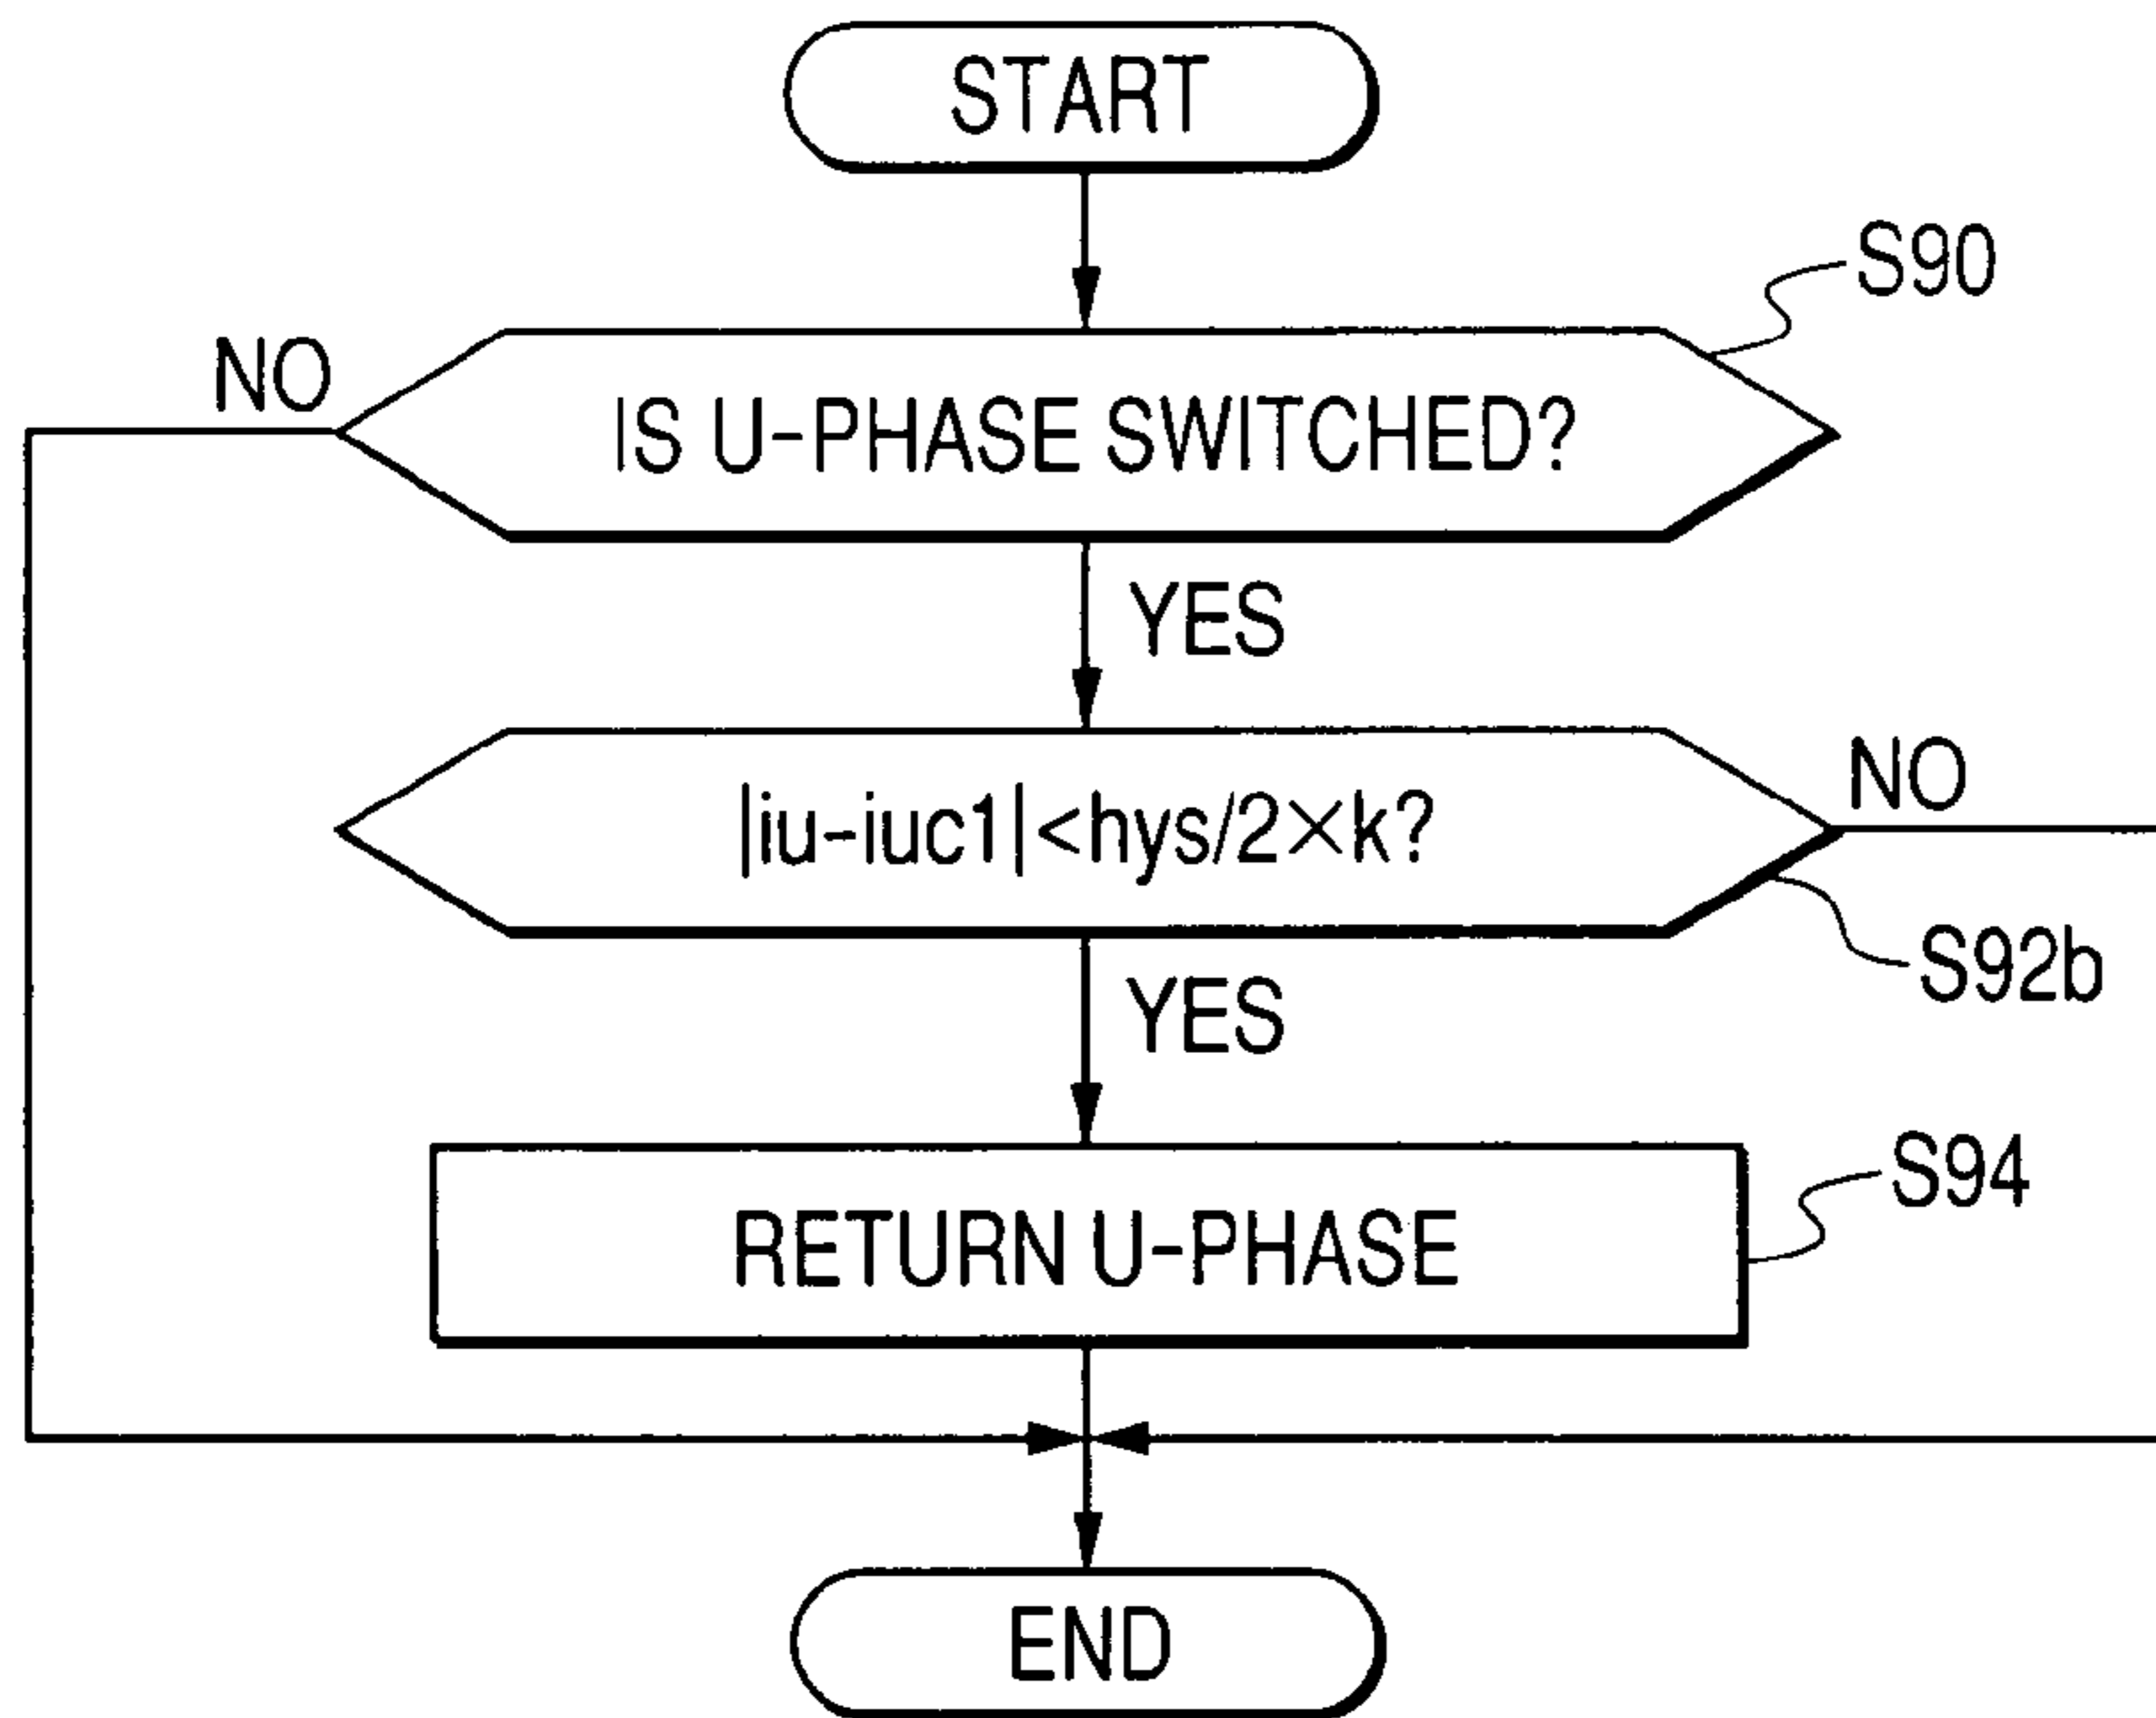 START
S90
NO
IS U-PHASE SWITCHED?
YES
NO
|iu-iuc1|<hys/2×k?
S92b
YES
S94
RETURN U-PHASE
END